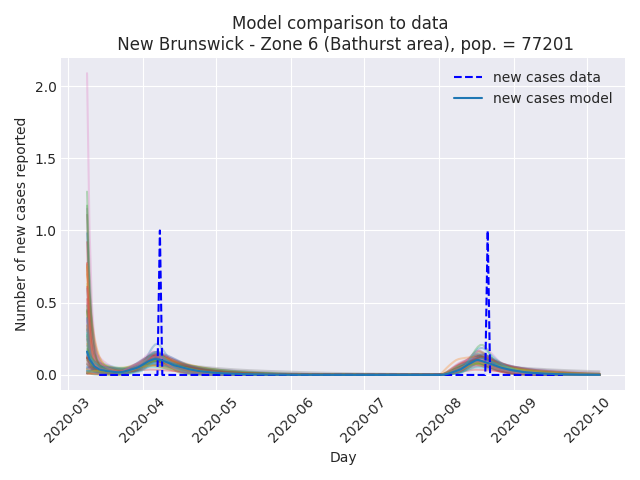 Model comparison to data
New Brunswick - Zone 6 (Bathurst area), pop. = 77201
new cases data
new cases model
Number of new cases reported
2.0
1.5
1.0
0.5
0.0
2020-03
2020-04
2020-05
2020-06
2020-07
2020-08
2020-09
2020-10
Day